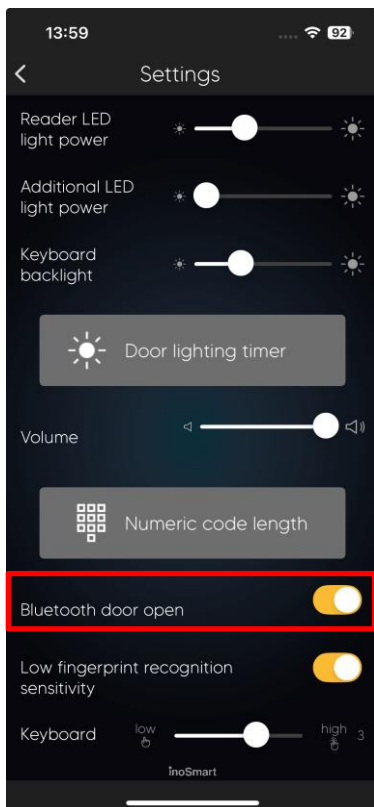 13:59
92
Settings
Reader LED
light power
Additional LED
light power
Keyboard
backlight
Door lighting timer
Volume
Numeric code length
Bluetooth door open
Low fingerprint recognition
sensitivity
Keyboard low high 3
inoSmart